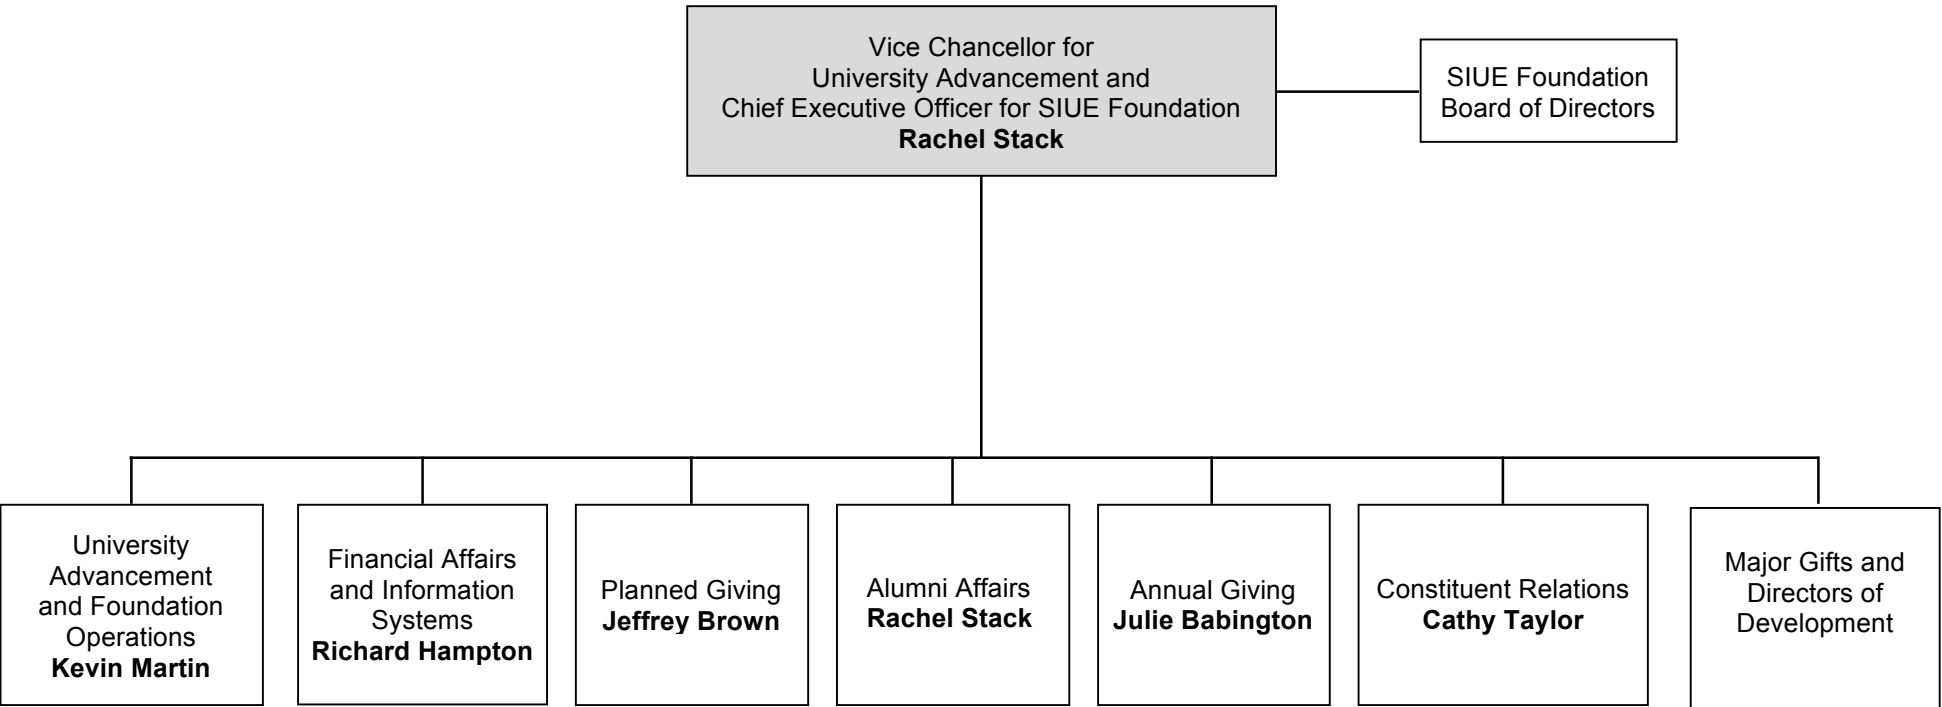 Vice Chancellor for
University Advancement and
Chief Executive Officer for SIUE Foundation
Rachel Stack
SIUE Foundation
Board of Directors
University
Advancement
and Foundation
Operations
Kevin Martin
Financial Affairs
and Information
Systems
Richard Hampton
Planned Giving
Jeffrey Brown
Alumni Affairs
Rachel Stack
Annual Giving
Julie Babington
Constituent Relations
Cathy Taylor
Major Gifts and
Directors of
Development